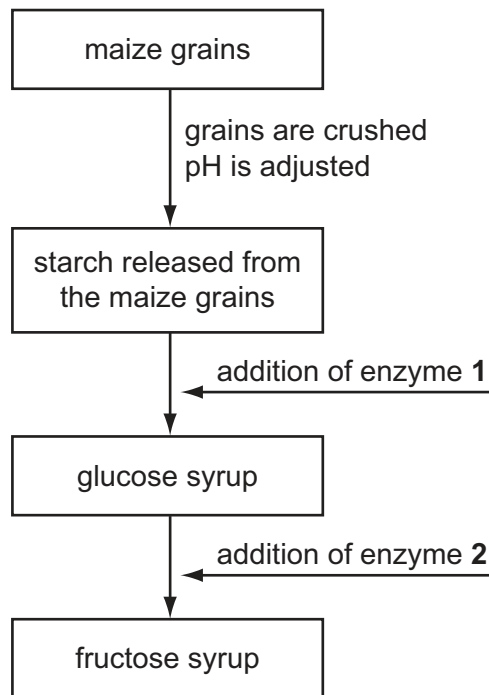 maize grains
grains are crushed
pH is adjusted
starch released from
the maize grains
addition of enzyme 1
glucose syrup
addition of enzyme 2
fructose syrup